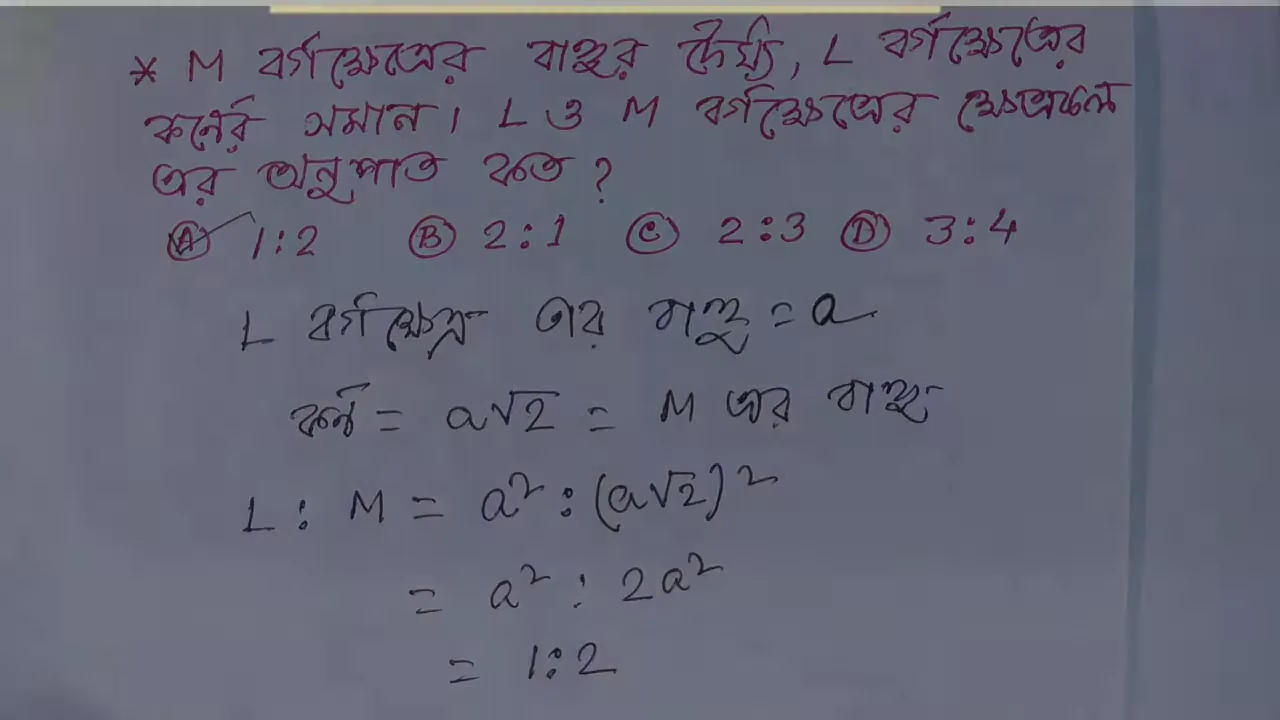 * M বর্গক্ষেত্রের বাহুর দৈর্ঘ্য, L বর্গক্ষেত্রের
কর্নের সমান। L ও M বর্গক্ষেত্রের ক্ষেত্রফল
এর অনুপাত কত ?
Ⓐ 1:2 Ⓑ 2:1 Ⓒ 2:3 Ⓓ 3:4
L বর্গক্ষেত্র এর বাহু = a
কর্ন = a√2 = M এর বাহু
L : M = a² : (a√2)²
= a² : 2a²
= 1:2